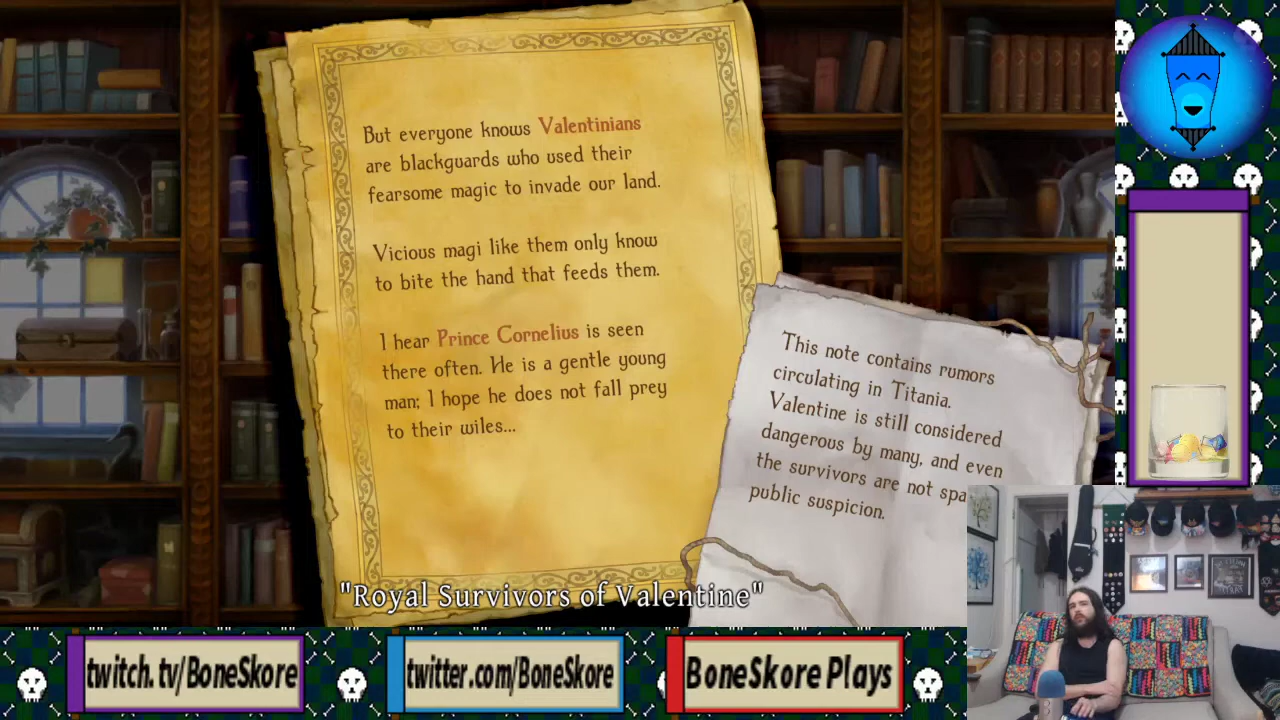 But everyone knows Valentinians
are blackguards who used their
fearsome magic to invade our land.
Vicious magi like them only know
to bite the hand that feeds them.
I hear Prince Cornelius is seen
there often. He is a gentle young
man; I hope he does not fall prey
to their wiles...
This note contains rumors
circulating in Titania.
Valentine is still considered
dangerous by many, and even
the survivors are not spa
public suspicion.
"Royal Survivors of Valentine"
twitch.tv/BoneSkore
twitter.com/BoneSkore
BoneSkore Plays